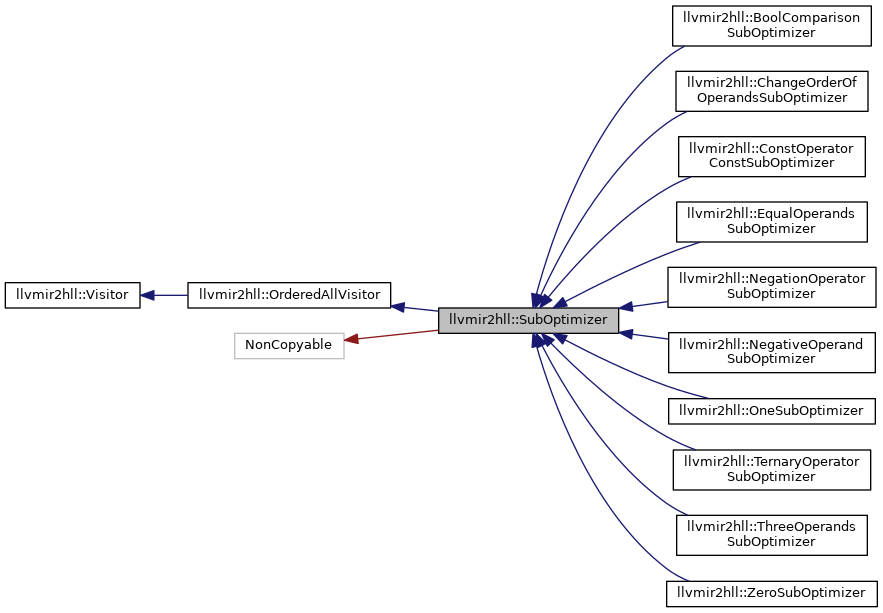 llvmir2hll::BoolComparison
SubOptimizer
llvmir2hll::ChangeOrderOf
OperandsSubOptimizer
llvmir2hll::ConstOperator
ConstSubOptimizer
llvmir2hll::EqualOperands
SubOptimizer
llvmir2hll::NegationOperator
SubOptimizer
llvmir2hll::Visitor
llvmir2hll::OrderedAllVisitor
NonCopyable
llvmir2hll::SubOptimizer
llvmir2hll::NegativeOperand
SubOptimizer
llvmir2hll::OneSubOptimizer
llvmir2hll::TernaryOperator
SubOptimizer
llvmir2hll::ThreeOperands
SubOptimizer
llvmir2hll::ZeroSubOptimizer